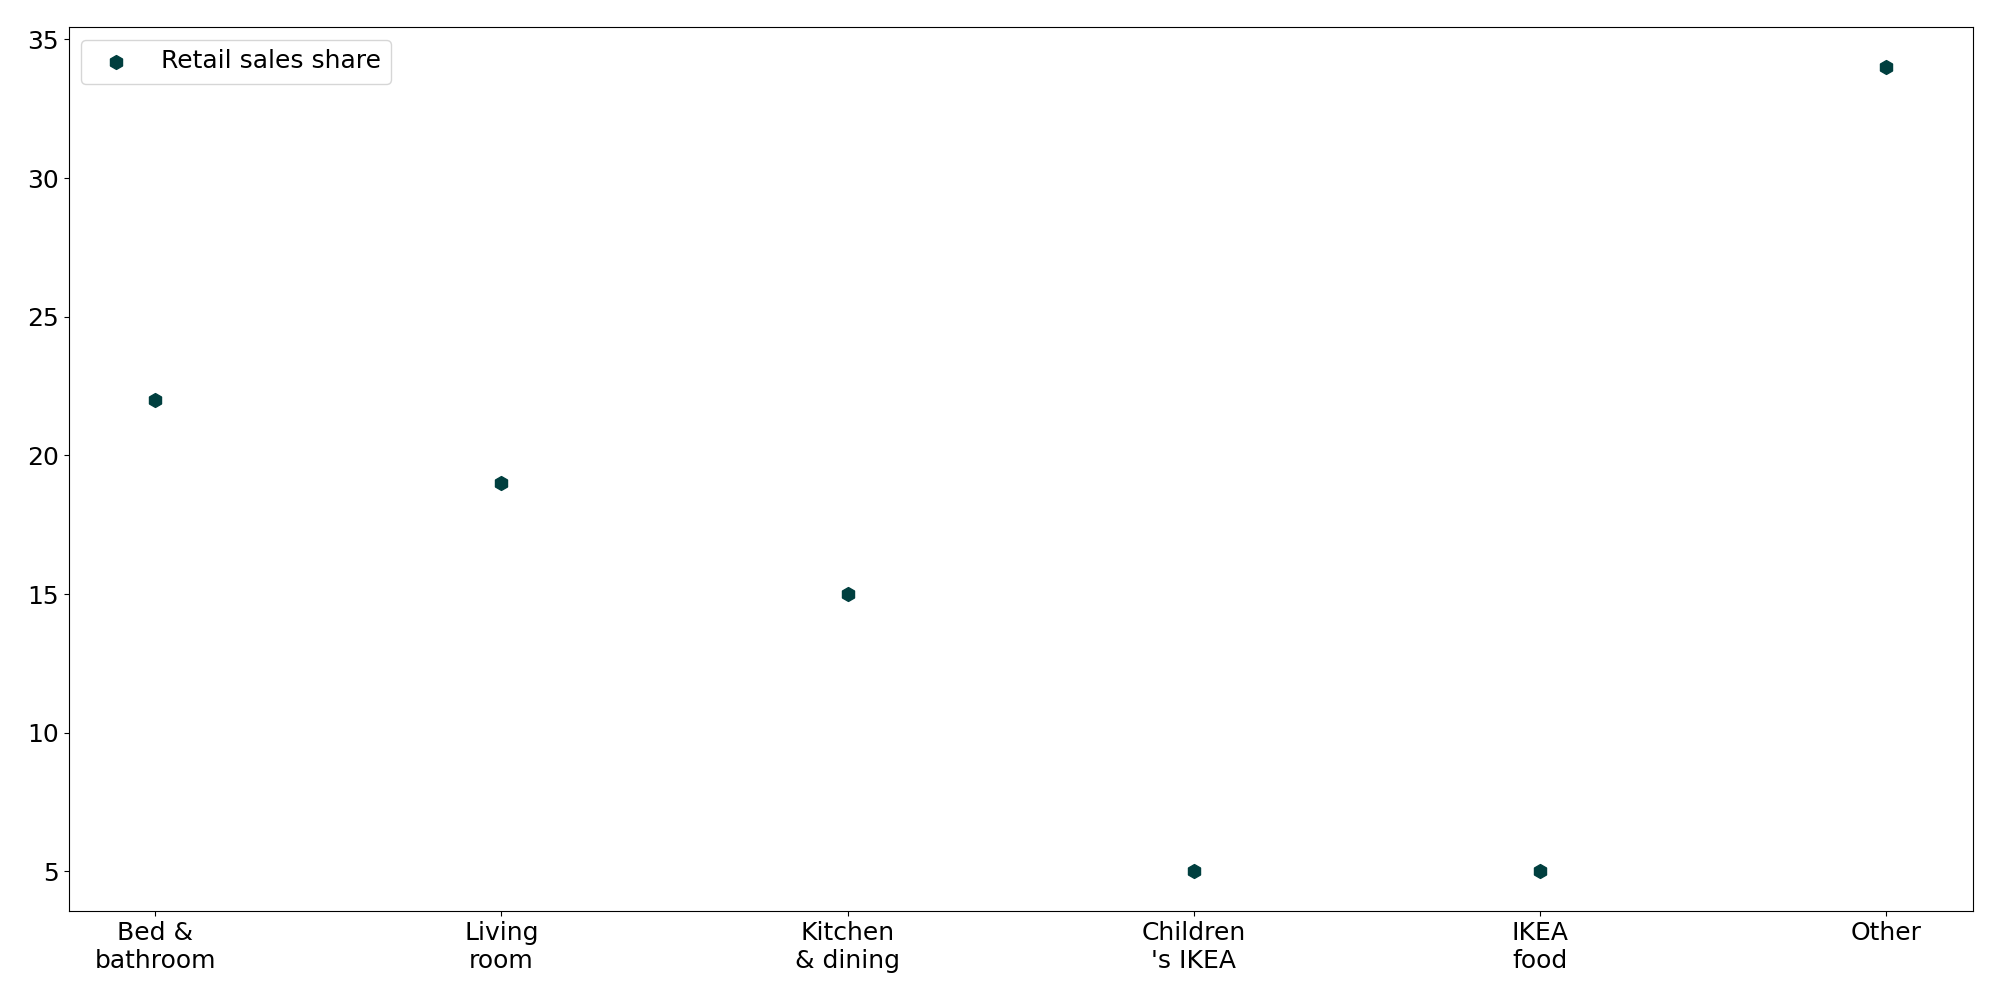 35
Retail sales share
30
25
20
15
10
5
Bed &
bathroom
Living
room
Kitchen
& dining
Children
's IKEA
IKEA
food
Other